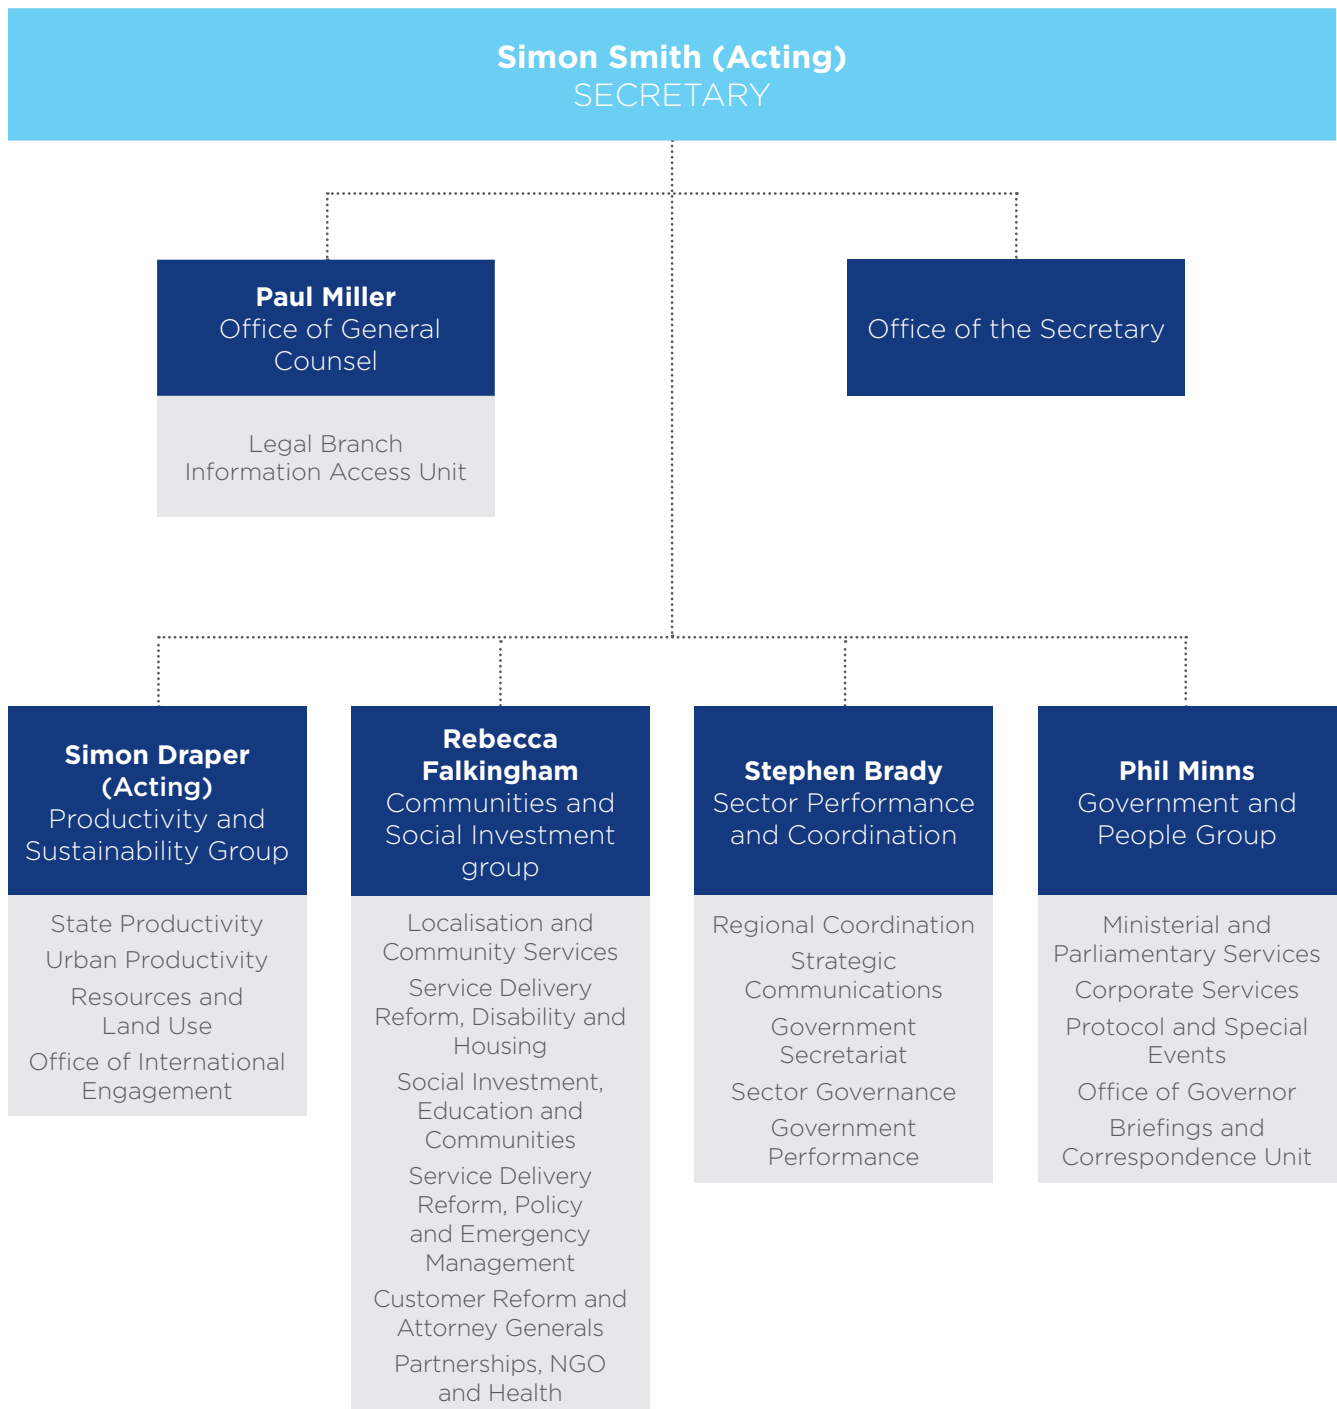 Simon Smith (Acting)
SECRETARY
Paul Miller
Office of General
Counsel
Legal Branch
Information Access Unit
Office of the Secretary
Simon Draper
(Acting)
Productivity and
Sustainability Group
State Productivity
Urban Productivity
Resources and
Land Use
Office of International
Engagement
Rebecca
Falkingham
Communities and
Social Investment
group
Localisation and
Community Services
Service Delivery
Reform, Disability and
Housing
Social Investment,
Education and
Communities
Service Delivery
Reform, Policy
and Emergency
Management
Customer Reform and
Attorney Generals
Partnerships, NGO
and Health
Stephen Brady
Sector Performance
and Coordination
Regional Coordination
Strategic
Communications
Government
Secretariat
Sector Governance
Government
Performance
Phil Minns
Government and
People Group
Ministerial and
Parliamentary Services
Corporate Services
Protocol and Special
Events
Office of Governor
Briefings and
Correspondence Unit